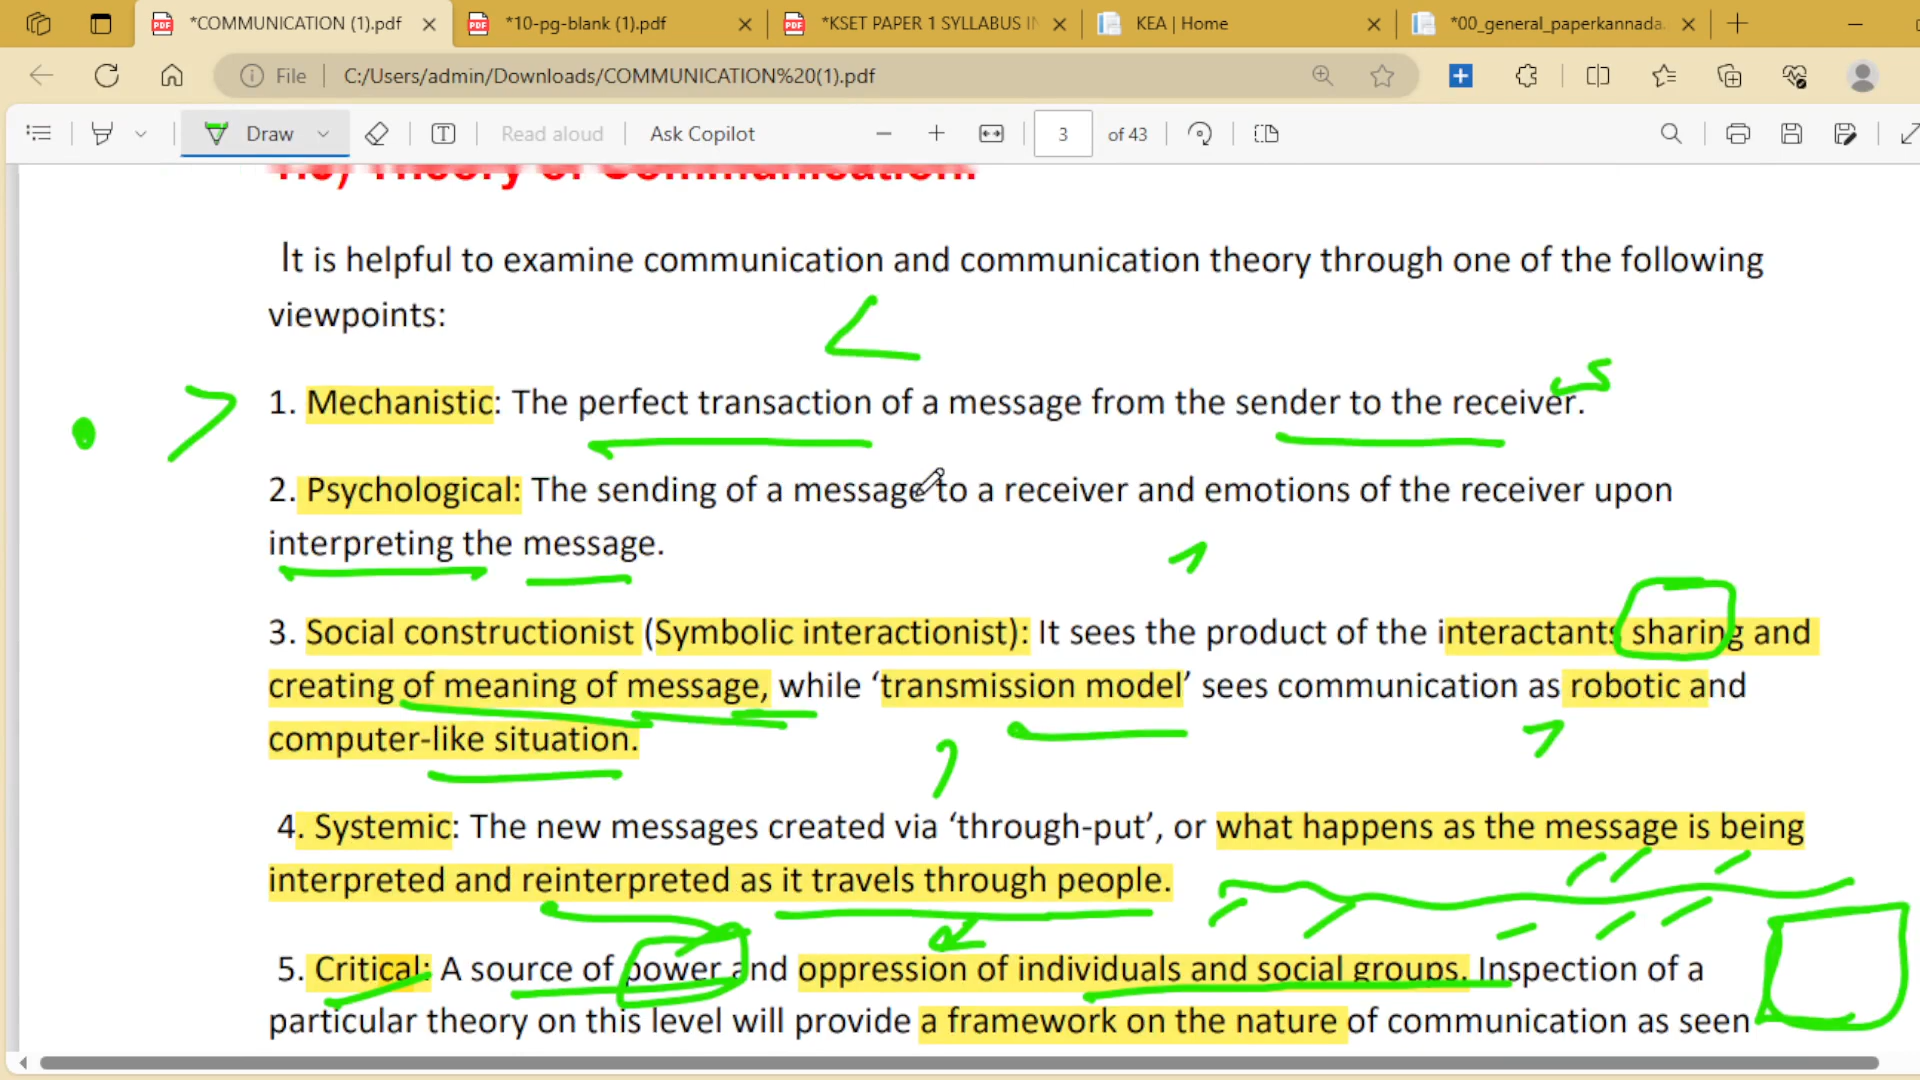 *COMMUNICATION (1).pdf
*10-pg-blank (1).pdf
*KSET PAPER 1 SYLLABUS IN
KEA | Home
*00_general_paperkannada.
File
C:/Users/admin/Downloads/COMMUNICATION%20(1).pdf
Draw
Read aloud
Ask Copilot
3
of 43
Theory of Communication:
It is helpful to examine communication and communication theory through one of the following
viewpoints:
1. Mechanistic: The perfect transaction of a message from the sender to the receiver.
2. Psychological: The sending of a message to a receiver and emotions of the receiver upon
interpreting the message.
3. Social constructionist (Symbolic interactionist): It sees the product of the interactants sharing and
creating of meaning of message, while ‘transmission model’ sees communication as robotic and
computer-like situation.
4. Systemic: The new messages created via ‘through-put’, or what happens as the message is being
interpreted and reinterpreted as it travels through people.
5. Critical: A source of power and oppression of individuals and social groups. Inspection of a
particular theory on this level will provide a framework on the nature of communication as seen